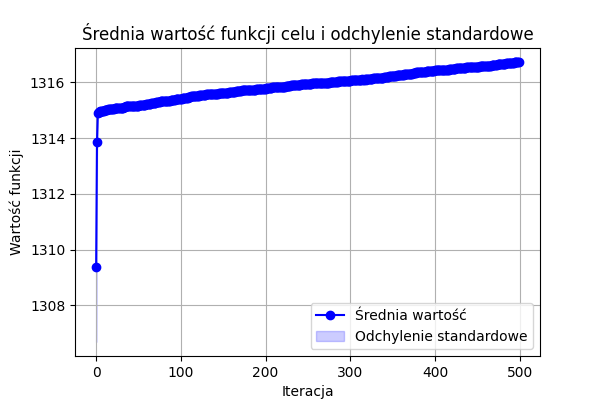 Średnia wartość funkcji celu i odchylenie standardowe
Wartość funkcji
1316
1314
1312
1310
1308
0 100 200 300 400 500
Iteracja
Średnia wartość
Odchylenie standardowe